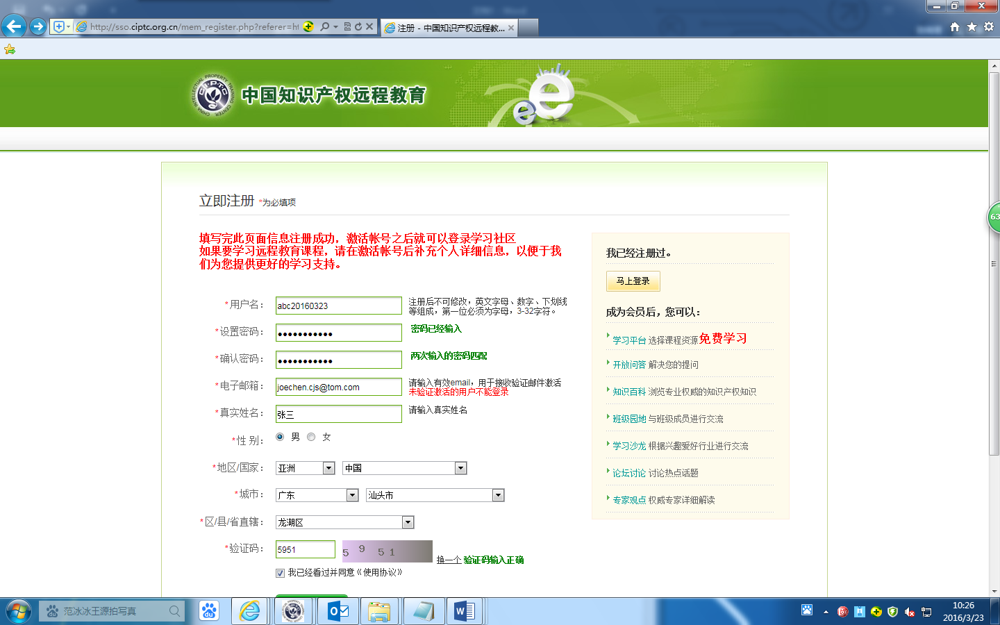 http://sso.ciptc.org.cn/mem_register.php?referer=ht
注册 - 中国知识产权远程教...
CIPTC
CHINA INTELLECTUAL PROPERTY TRAINING CENTER
中国知识产权远程教育
立即注册 *为必填项
填写完此页面信息注册成功，激活帐号之后就可以登录学习社区
如果要学习远程教育课程，请在激活帐号后补充个人详细信息，以便于我
们为您提供更好的学习支持。
*用户名： abc20160323 注册后不可修改，英文字母、数字、下划线
等组成，第一位必须为字母，3-32字符。
*设置密码： ●●●●●●●●●●● 密码已经输入
*确认密码： ●●●●●●●●●●● 两次输入的密码匹配
*电子邮箱： joechen.cjs@tom.com 请输入有效email，用于接收验证邮件激活
未验证激活的用户不能登录
*真实姓名： 张三 请输入真实姓名
*性 别： 男 女
*地区/国家： 亚洲 中国
*城市： 广东 汕头市
*区/县/省直辖： 龙湖区
*验证码： 5951 5 9 5 1 换一个 验证码输入正确
我已经看过并同意《使用协议》
我已经注册过。
马上登录
成为会员后，您可以：
学习平台 选择课程资源免费学习
开放问答 解决您的提问
知识百科 浏览专业权威的知识产权知识
班级园地 与班级成员进行交流
学习沙龙 根据兴趣爱好行业进行交流
论坛讨论 讨论热点话题
专家观点 权威专家详细解读
63
范冰冰王源拍写真
du
10:26
2016/3/23